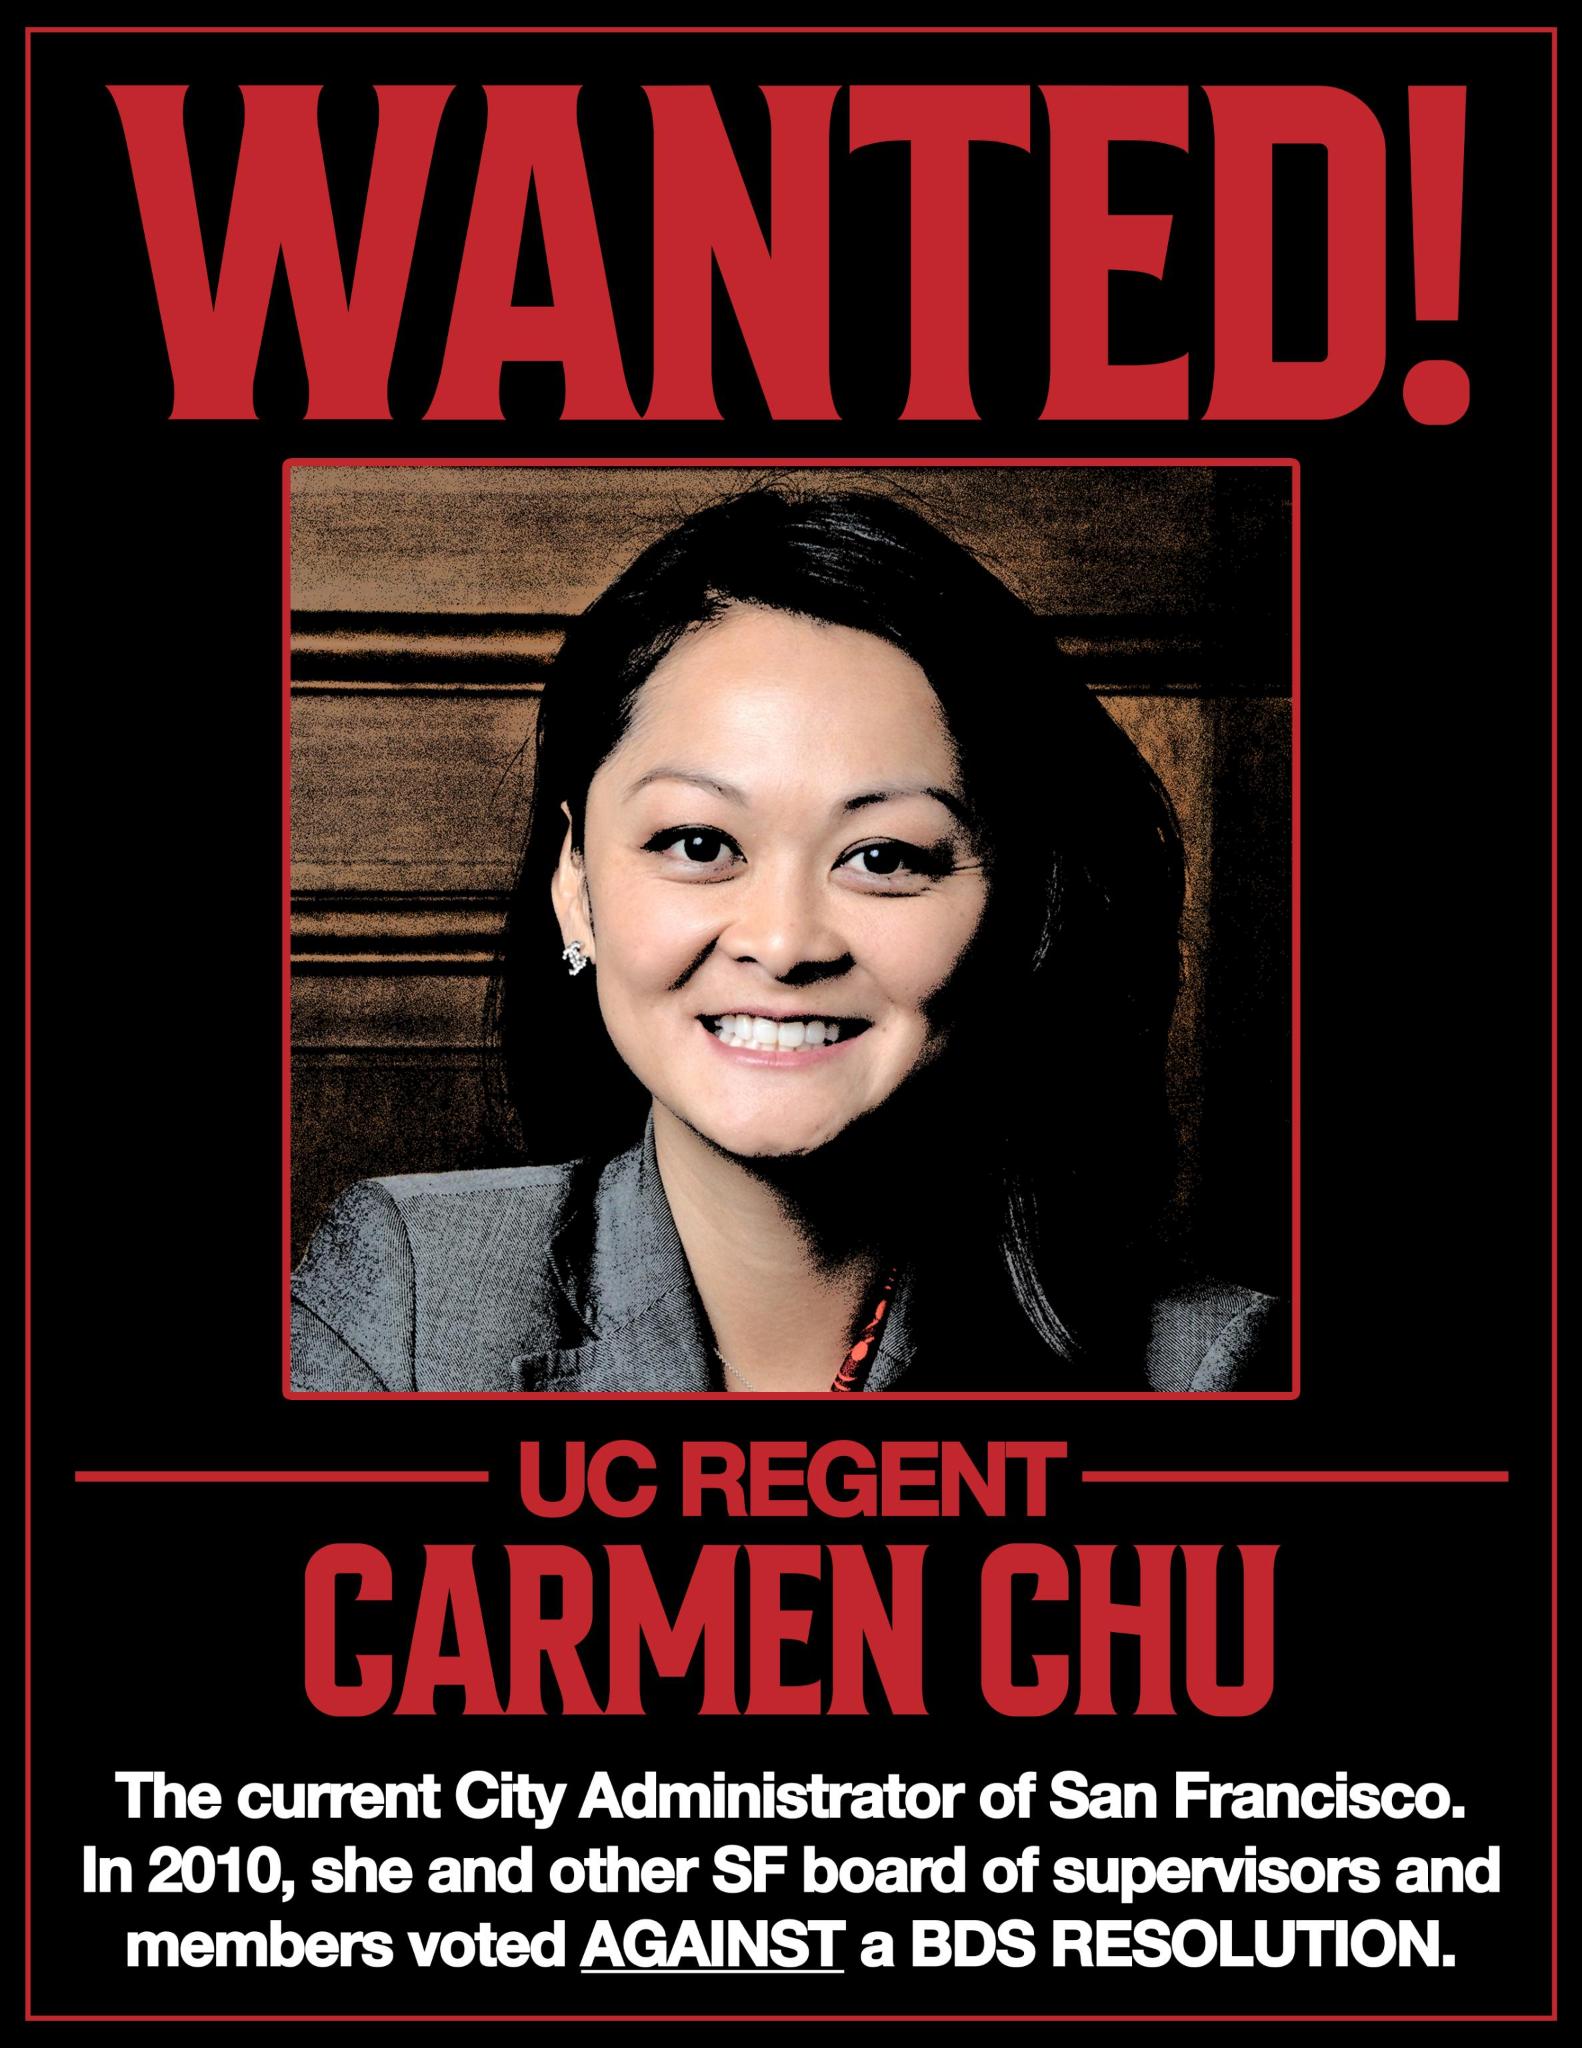 WANTED!
UC REGENT
CARMEN CHU
The current City Administrator of San Francisco.
In 2010, she and other SF board of supervisors and
members voted AGAINST a BDS RESOLUTION.